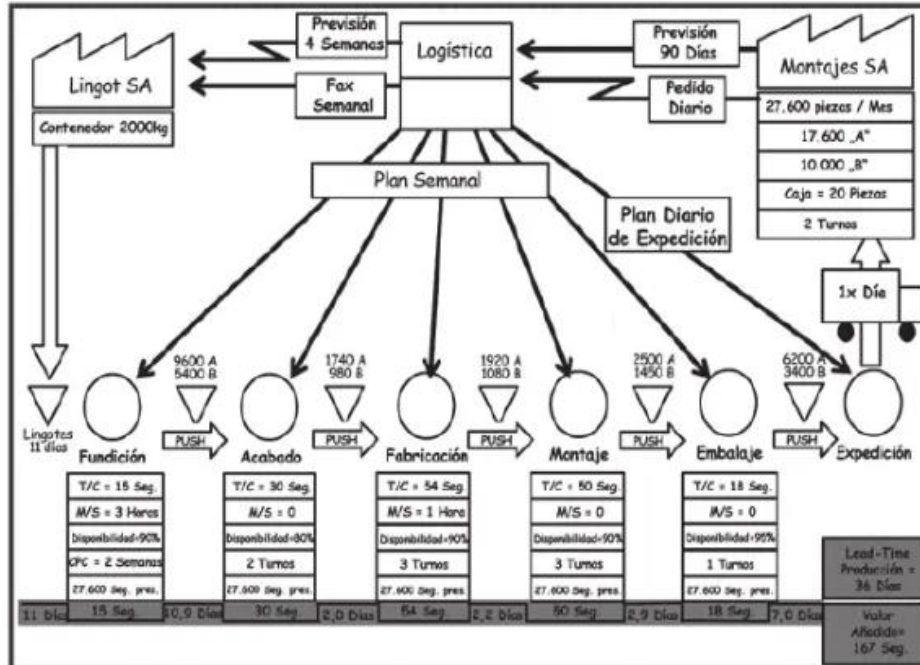 Lingot SA
Contenedor 2000kg
Previsión
4 Semanas
Fax
Semanal
Logística
Previsión
90 Días
Pedido
Diario
Montajes SA
27.600 piezas / Mes
17.600 „A"
10.000 „B"
Caja = 20 Piezas
2 Turnos
Plan Semanal
Plan Diario
de Expedición
1x Día
Lingotes
11 días
9600 A
5400 B
1740 A
980 B
1920 A
1080 B
2500 A
1450 B
6200 A
3400 B
PUSH
PUSH
PUSH
PUSH
PUSH
Fundición
Acabado
Fabricación
Montaje
Embalaje
Expedición
T/C = 15 Seg.
M/S = 3 Horas
Disponibilidad=90%
CPC = 2 Semanas
27.600 Seg. pres.
T/C = 30 Seg.
M/S = 0
Disponibilidad=80%
2 Turnos
27.600 Seg. pres.
T/C = 54 Seg.
M/S = 1 Hora
Disponibilidad=90%
3 Turnos
27.600 Seg. pres.
T/C = 50 Seg.
M/S = 0
Disponibilidad=90%
3 Turnos
27.600 Seg. pres.
T/C = 18 Seg.
M/S = 0
Disponibilidad=95%
1 Turnos
27.600 Seg. pres.
11 Días
15 Seg.
10,9 Días
30 Seg.
2,0 Días
54 Seg.
2,2 Días
50 Seg.
2,9 Días
18 Seg.
7,0 Días
Lead-Time
Producción =
36 Días
Valor
Añadido=
167 Seg.